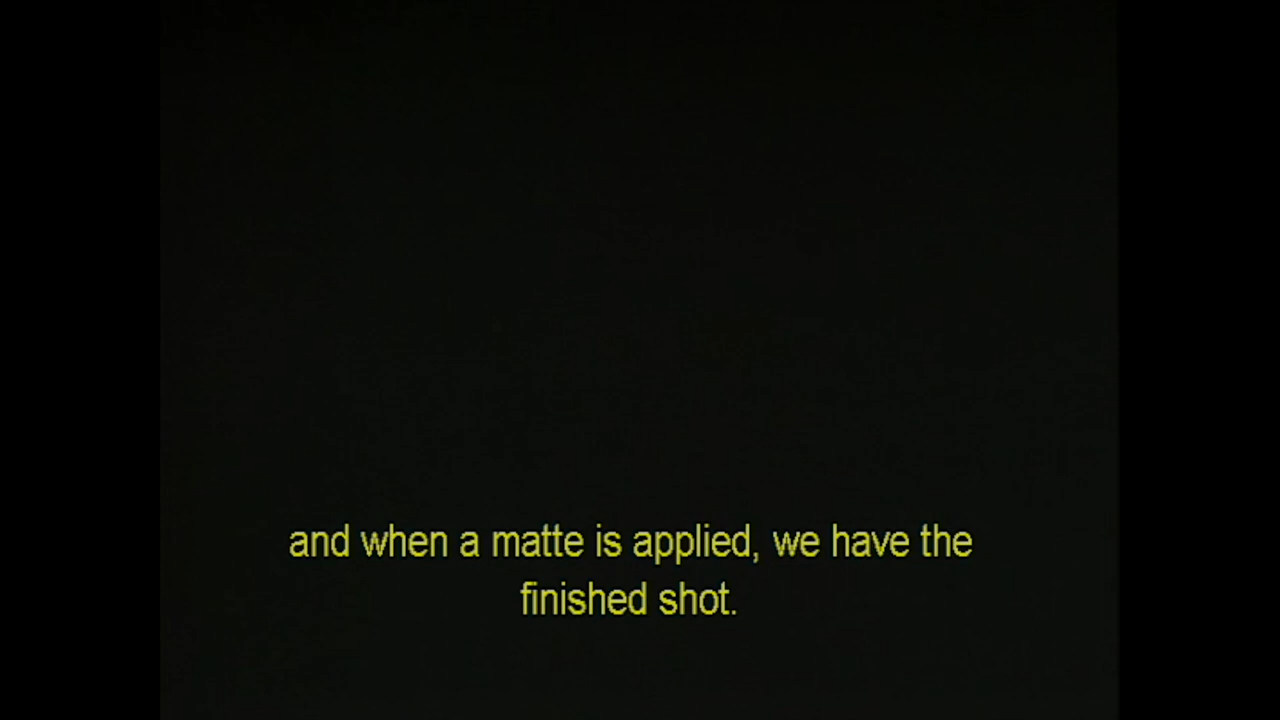 and when a matte is applied, we have the
finished shot.